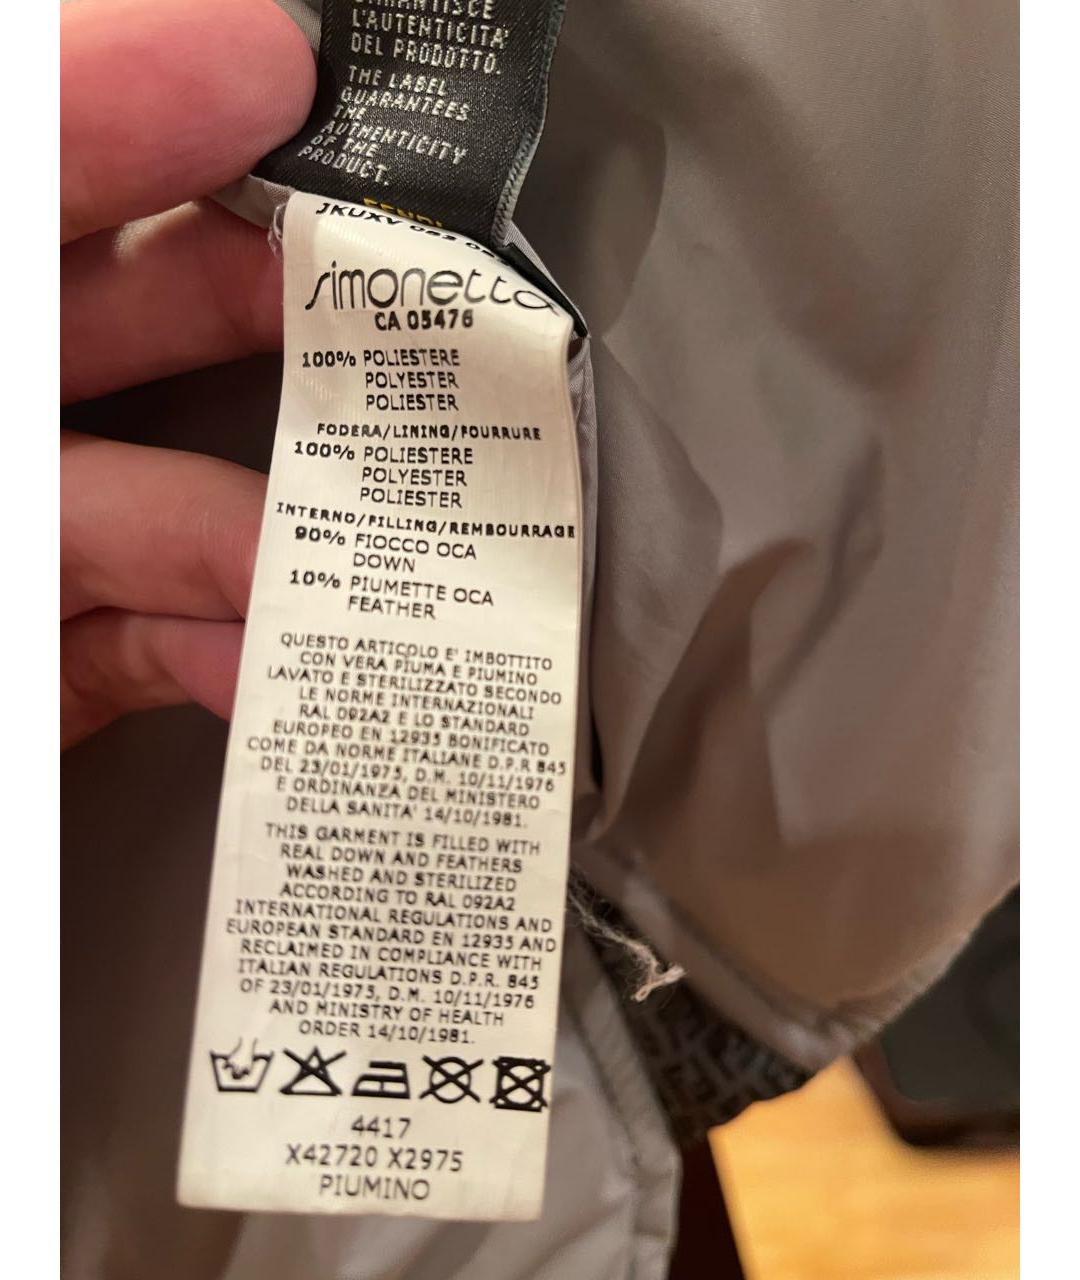 L'AUTENTICITA'
DEL PRODOTTO.
THE LABEL
GUARANTEES
THE
AUTHENTICITY
OF THE
PRODUCT.
JKUXV
simonetta
CA 05476
100% POLIESTERE
POLYESTER
POLIESTER
FODERA/LINING/FOURRURE
100% POLIESTERE
POLYESTER
POLIESTER
INTERNO/FILLING/REMBOURRAGE
90% FIOCCO OCA
DOWN
10% PIUMETTE OCA
FEATHER
QUESTO ARTICOLO E' IMBOTTITO
CON VERA PIUMA E PIUMINO
LAVATO E STERILIZZATO SECONDO
LE NORME INTERNAZIONALI
RAL 092A2 E LO STANDARD
EUROPEO EN 12935 BONIFICATO
COME DA NORME ITALIANE D.P.R 845
DEL 23/01/1975, D.M. 10/11/1976
E ORDINANZA DEL MINISTERO
DELLA SANITA' 14/10/1981.
THIS GARMENT IS FILLED WITH
REAL DOWN AND FEATHERS
WASHED AND STERILIZED
ACCORDING TO RAL 092A2
INTERNATIONAL REGULATIONS AND
EUROPEAN STANDARD EN 12935 AND
RECLAIMED IN COMPLIANCE WITH
ITALIAN REGULATIONS D.P.R. 845
OF 23/01/1975, D.M. 10/11/1976
AND MINISTRY OF HEALTH
ORDER 14/10/1981.
4417
X42720 X2975
PIUMINO